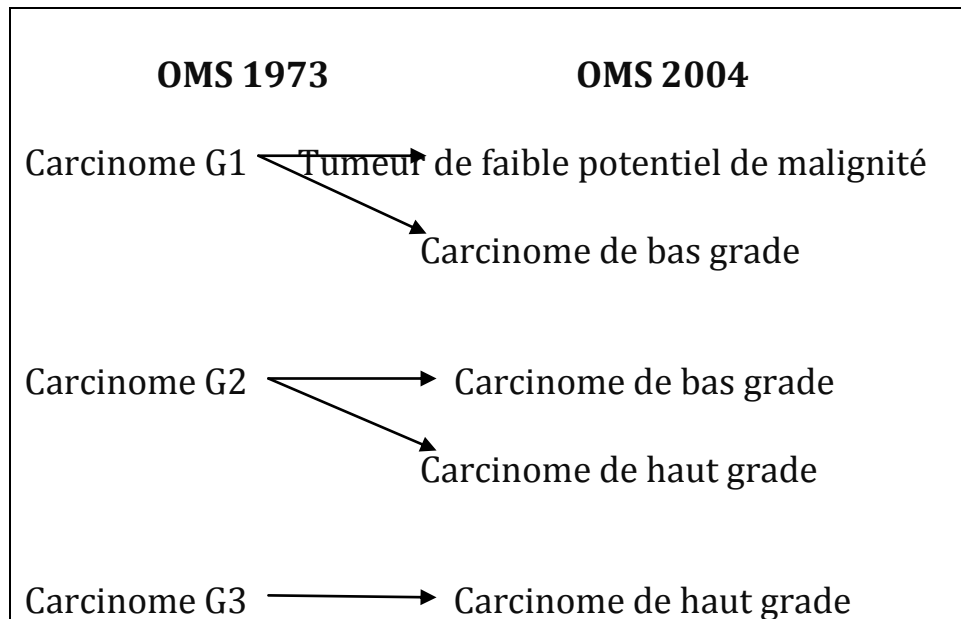 OMS 1973 OMS 2004
Carcinome G1 Tumeur de faible potentiel de malignité
Carcinome de bas grade
Carcinome G2 Carcinome de bas grade
Carcinome de haut grade
Carcinome G3 Carcinome de haut grade